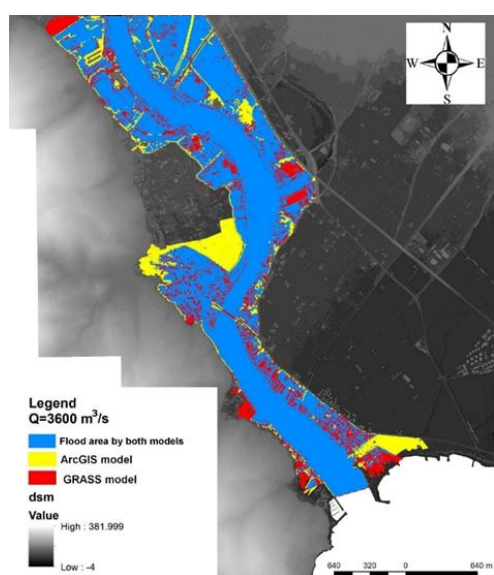 N
W E
S
Legend
Q=3600 m³/s
Flood area by both models
ArcGIS model
GRASS model
dsm
Value
High : 381.999
Low : -4
640 320 0 640 m